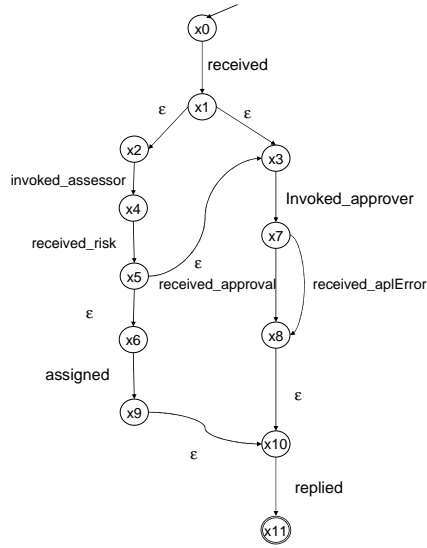 x0
received
x1
ε
ε
x2
x3
invoked_assessor
Invoked_approver
x4
received_risk
x7
ε
x5
received_approval
received_aplError
ε
x6
x8
assigned
ε
x9
x10
ε
replied
x11